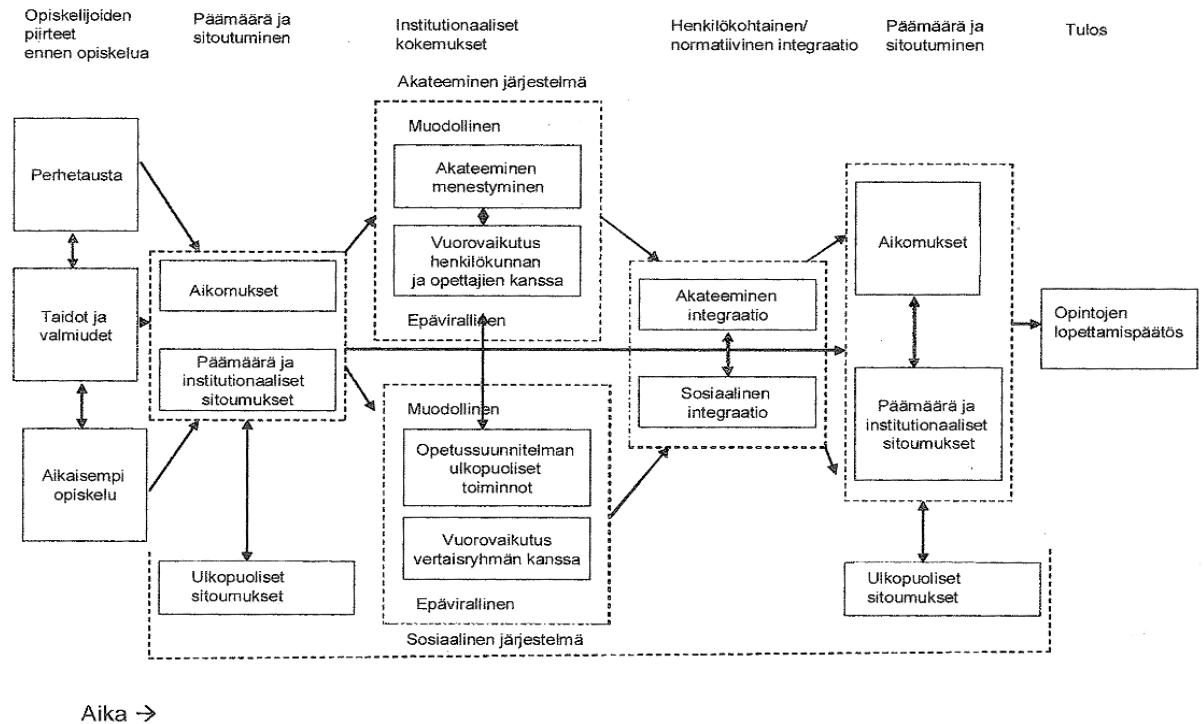 Opiskelijoiden
piirteet
ennen opiskelua
Päämäärä ja
sitoutuminen
Institutionaaliset
kokemukset
Henkilökohtainen/
normatiivinen integraatio
Päämäärä ja
sitoutuminen
Tulos
Akateeminen järjestelmä
Perhetausta
Taidot ja
valmiudet
Aikaisempi
opiskelu
Aikomukset
Päämäärä ja
institutionaaliset
sitoumukset
Ulkopuoliset
sitoumukset
Muodollinen
Akateeminen
menestyminen
Vuorovaikutus
henkilökunnan
ja opettajien kanssa
Epävirallinen
Muodollinen
Opetussuunnitelman
ulkopuoliset
toiminnot
Vuorovaikutus
vertaisryhmän kanssa
Epävirallinen
Sosiaalinen järjestelmä
Akateeminen
integraatio
Sosiaalinen
integraatio
Aikomukset
Päämäärä ja
institutionaaliset
sitoumukset
Ulkopuoliset
sitoumukset
Opintojen
lopettamispäätös
Aika →